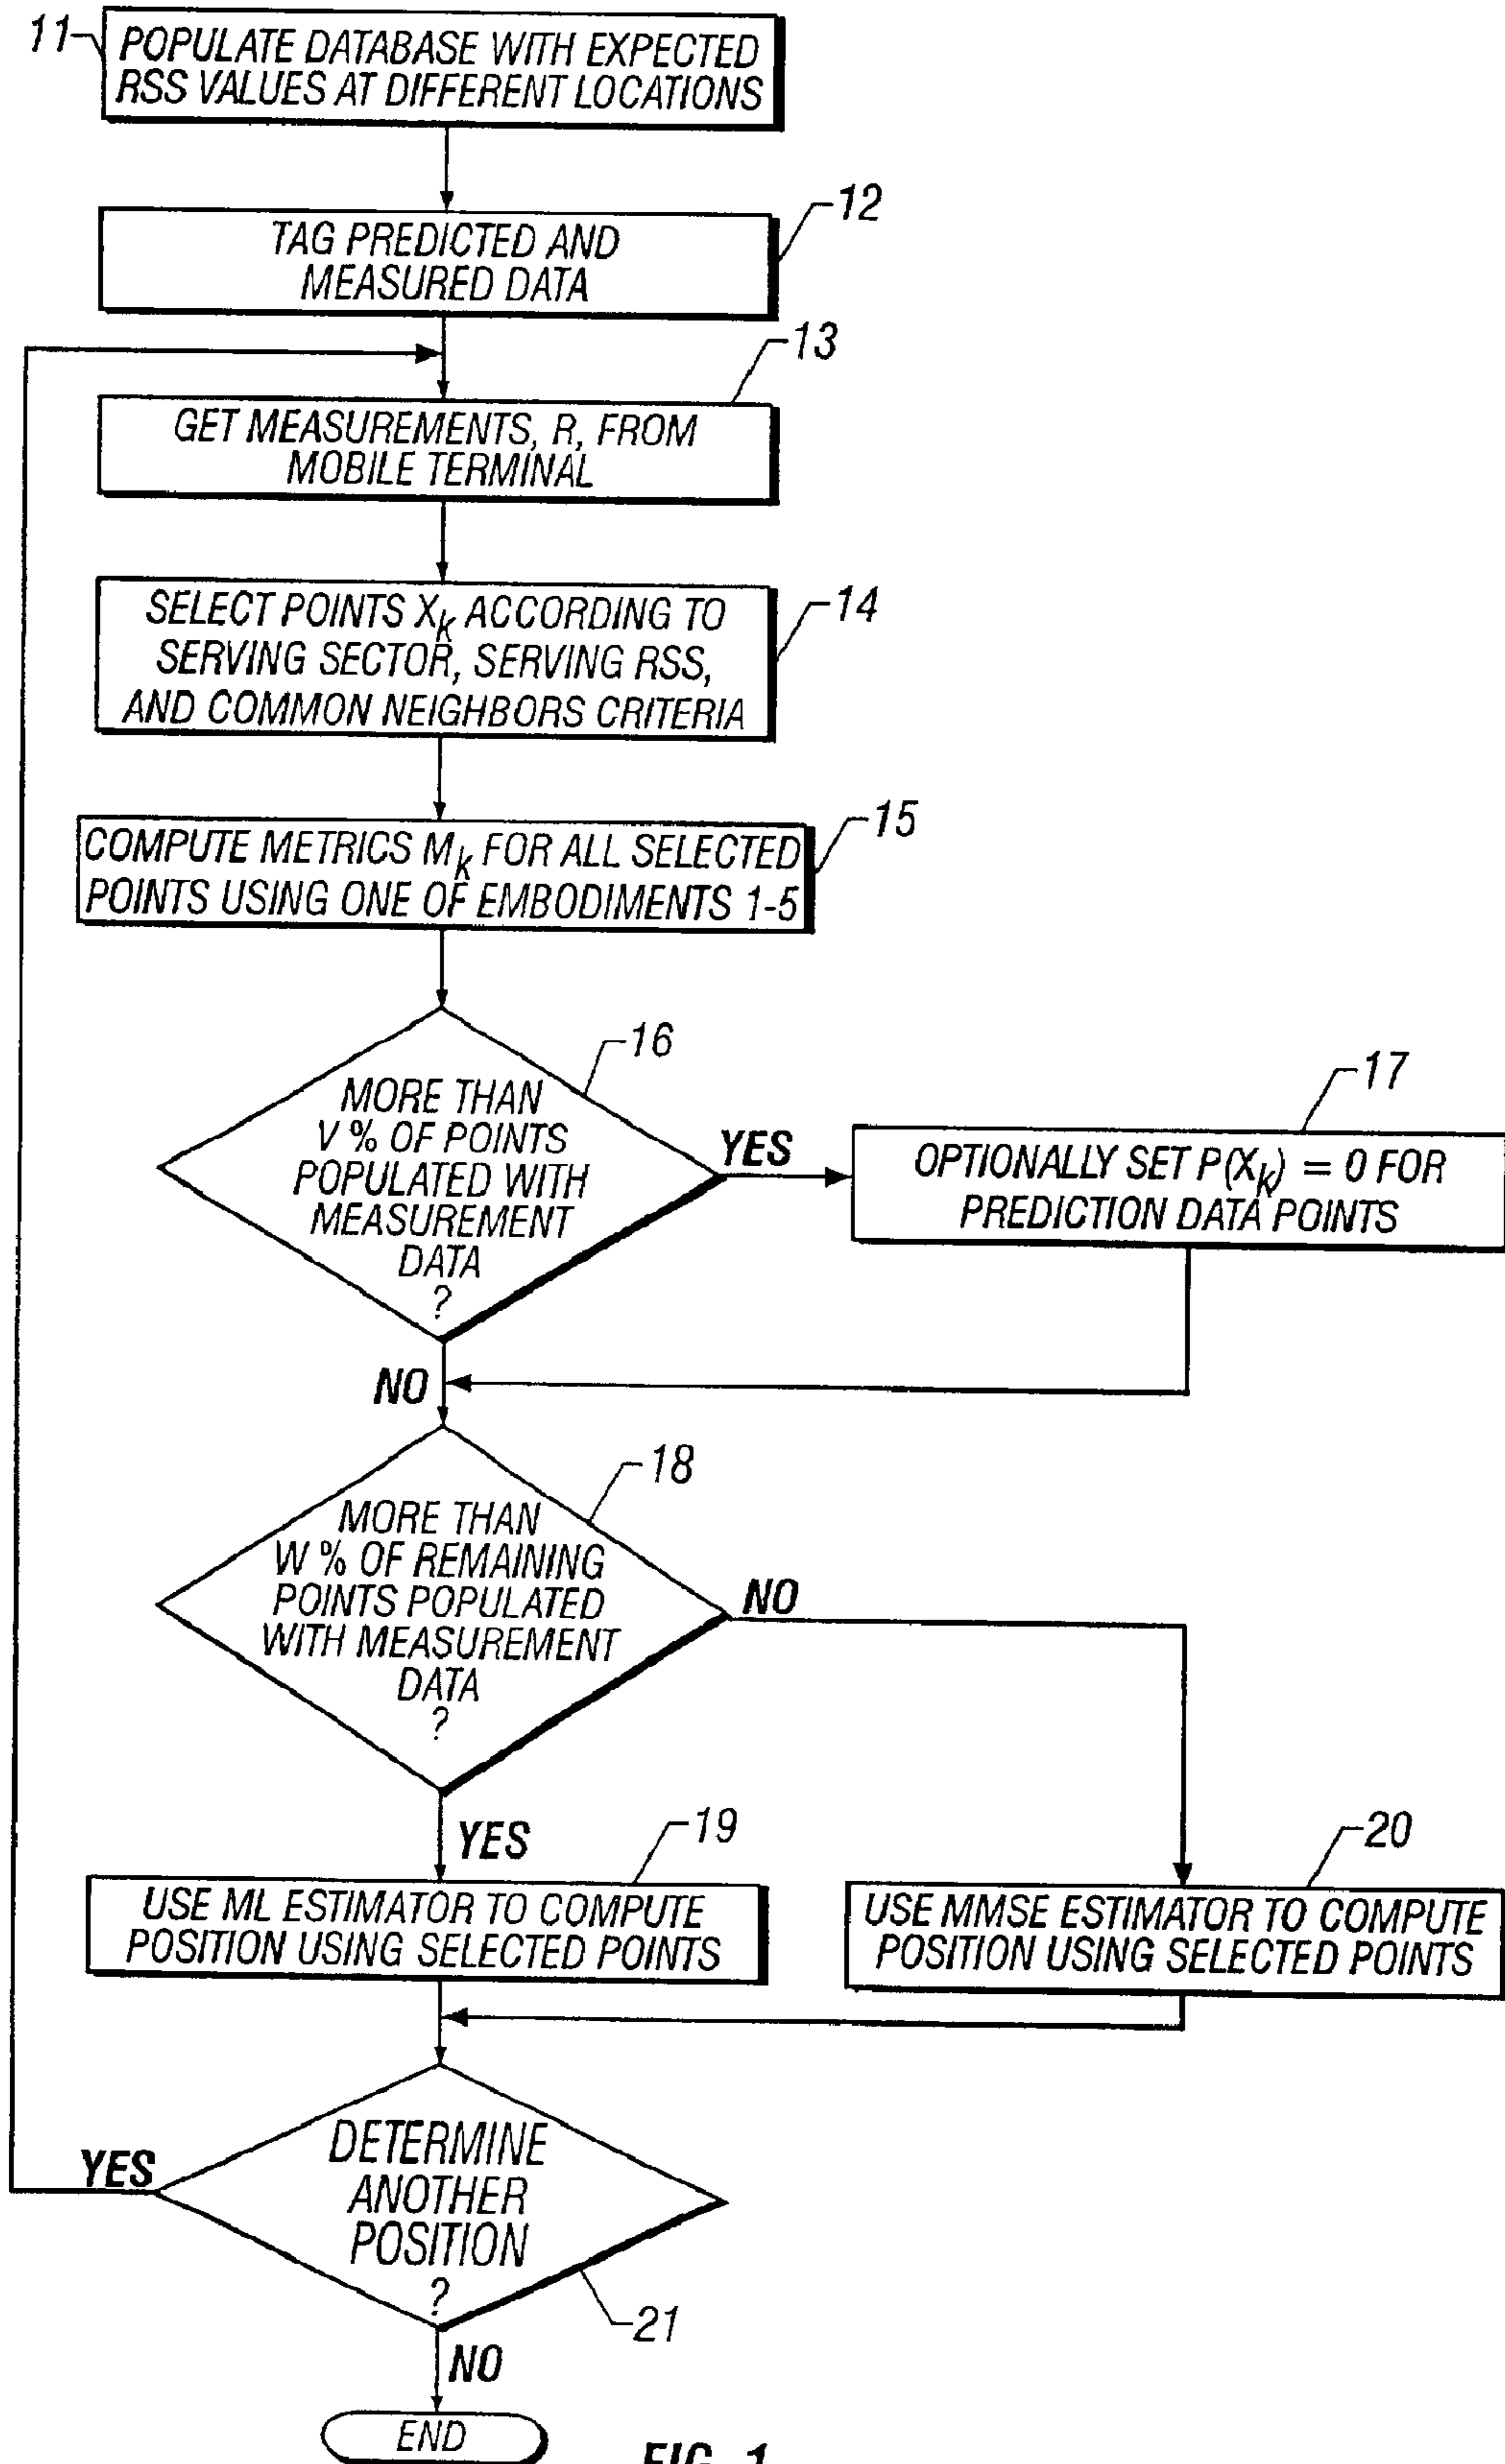 11
POPULATE DATABASE WITH EXPECTED
RSS VALUES AT DIFFERENT LOCATIONS
12
TAG PREDICTED AND
MEASURED DATA
13
GET MEASUREMENTS, R, FROM
MOBILE TERMINAL
14
SELECT POINTS Xk ACCORDING TO
SERVING SECTOR, SERVING RSS,
AND COMMON NEIGHBORS CRITERIA
15
COMPUTE METRICS Mk FOR ALL SELECTED
POINTS USING ONE OF EMBODIMENTS 1-5
16
MORE THAN
V % OF POINTS
POPULATED WITH
MEASUREMENT
DATA
?
YES
17
OPTIONALLY SET P(Xk) = 0 FOR
PREDICTION DATA POINTS
NO
18
MORE THAN
W % OF REMAINING
POINTS POPULATED
WITH MEASUREMENT
DATA
?
NO
YES
19
USE ML ESTIMATOR TO COMPUTE
POSITION USING SELECTED POINTS
20
USE MMSE ESTIMATOR TO COMPUTE
POSITION USING SELECTED POINTS
DETERMINE
ANOTHER
POSITION
?
YES
21
NO
END
FIG. 1